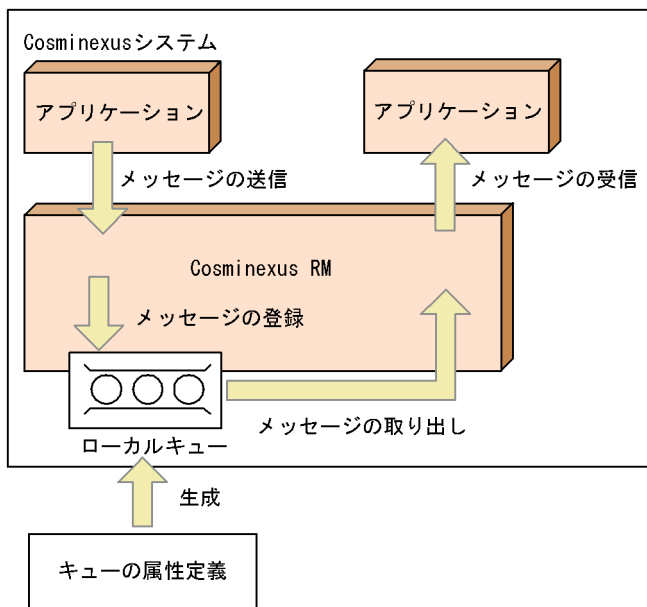 Cosminexusシステム
アプリケーション
アプリケーション
メッセージの送信
メッセージの受信
Cosminexus RM
メッセージの登録
メッセージの取り出し
ローカルキュー
生成
キューの属性定義